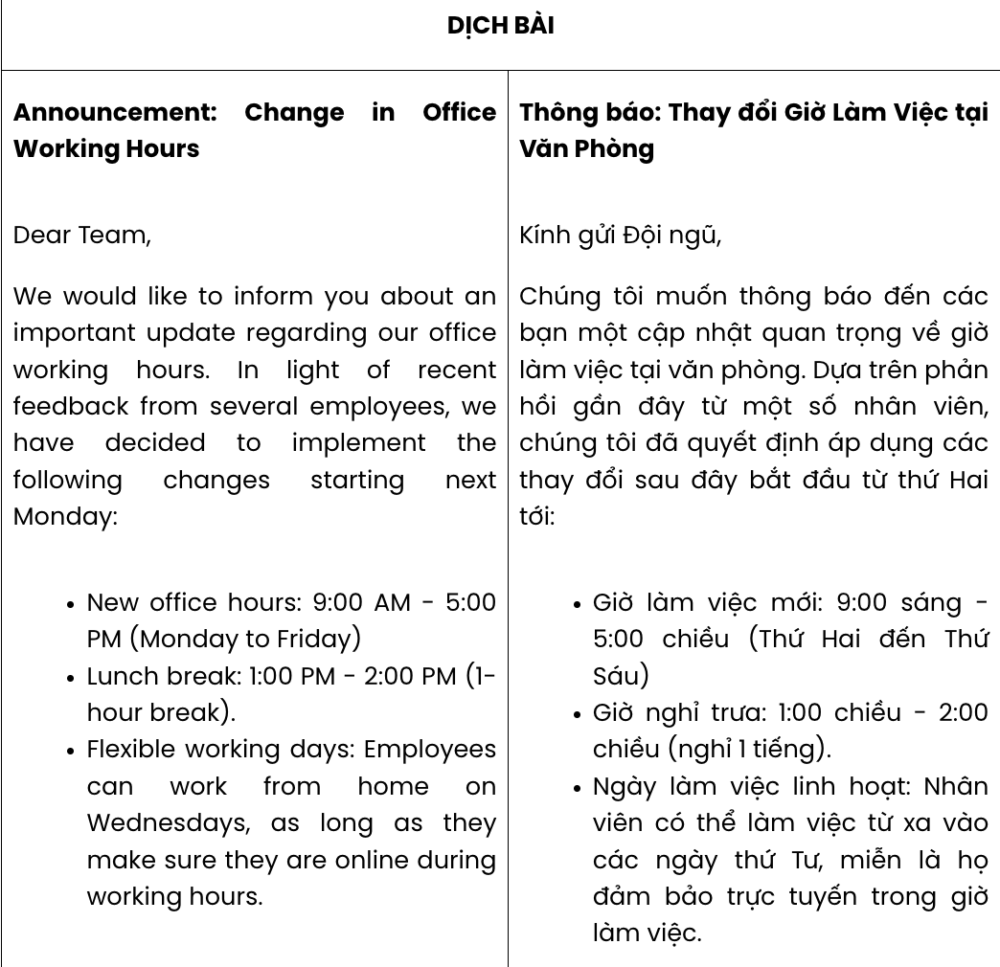 DỊCH BÀI
Announcement: Change in Office
Working Hours
Dear Team,
We would like to inform you about an
important update regarding our office
working hours. In light of recent
feedback from several employees, we
have decided to implement the
following changes starting next
Monday:
• New office hours: 9:00 AM - 5:00
PM (Monday to Friday)
• Lunch break: 1:00 PM - 2:00 PM (1-
hour break).
• Flexible working days: Employees
can work from home on
Wednesdays, as long as they
make sure they are online during
working hours.
Thông báo: Thay đổi Giờ Làm Việc tại
Văn Phòng
Kính gửi Đội ngũ,
Chúng tôi muốn thông báo đến các
bạn một cập nhật quan trọng về giờ
làm việc tại văn phòng. Dựa trên phản
hồi gần đây từ một số nhân viên,
chúng tôi đã quyết định áp dụng các
thay đổi sau đây bắt đầu từ thứ Hai
tới:
• Giờ làm việc mới: 9:00 sáng -
5:00 chiều (Thứ Hai đến Thứ
Sáu)
• Giờ nghỉ trưa: 1:00 chiều - 2:00
chiều (nghỉ 1 tiếng).
• Ngày làm việc linh hoạt: Nhân
viên có thể làm việc từ xa vào
các ngày thứ Tư, miễn là họ
đảm bảo trực tuyến trong giờ
làm việc.